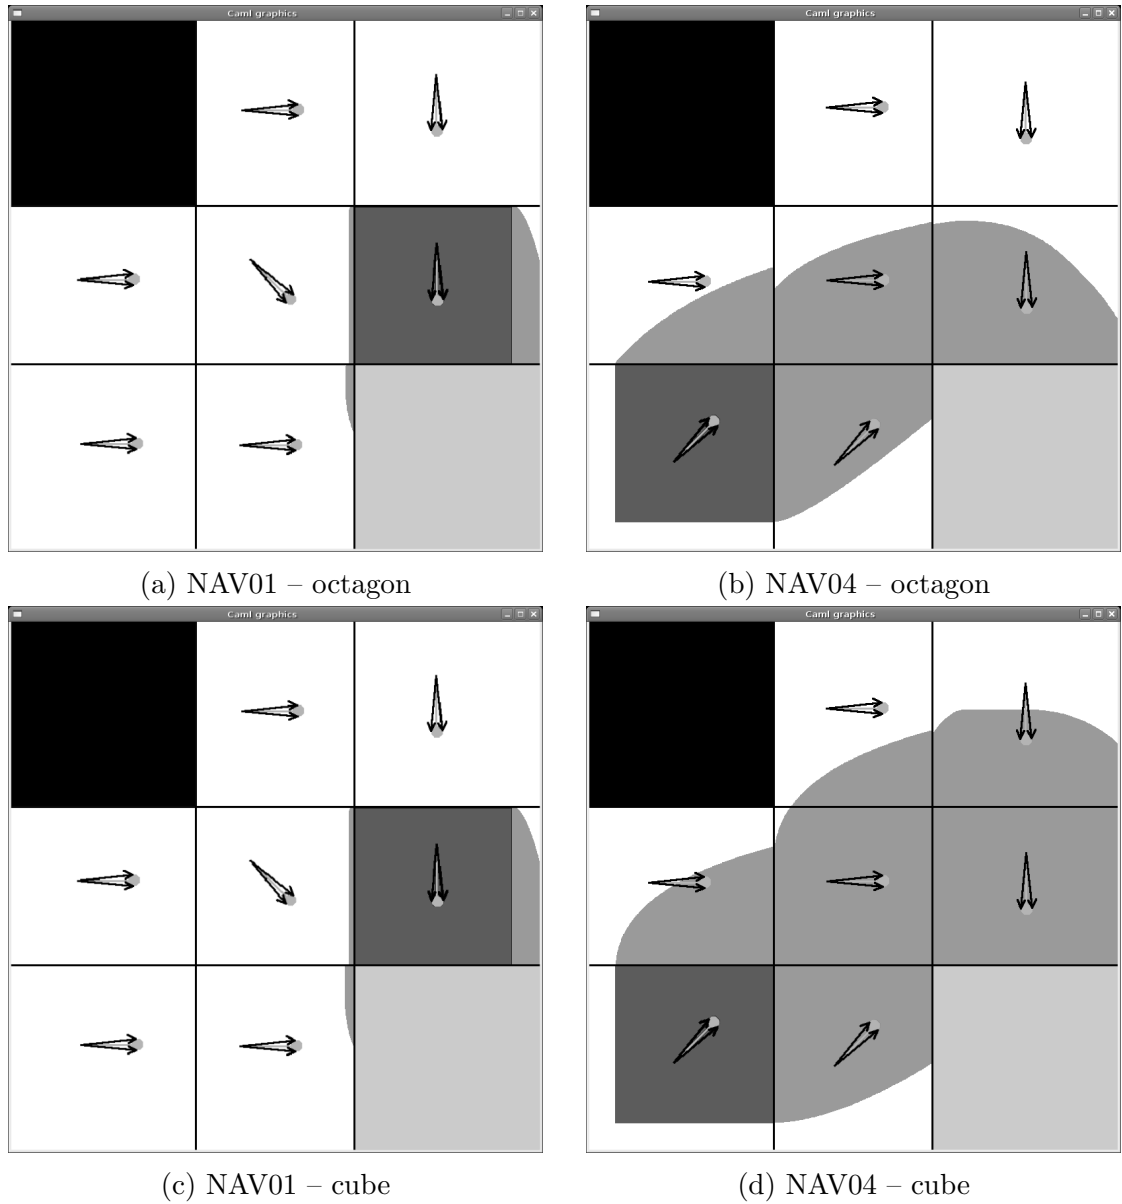 Caml graphics
Caml graphics
(a) NAV01 – octagon
(b) NAV04 – octagon
Caml graphics
Caml graphics
(c) NAV01 – cube
(d) NAV04 – cube